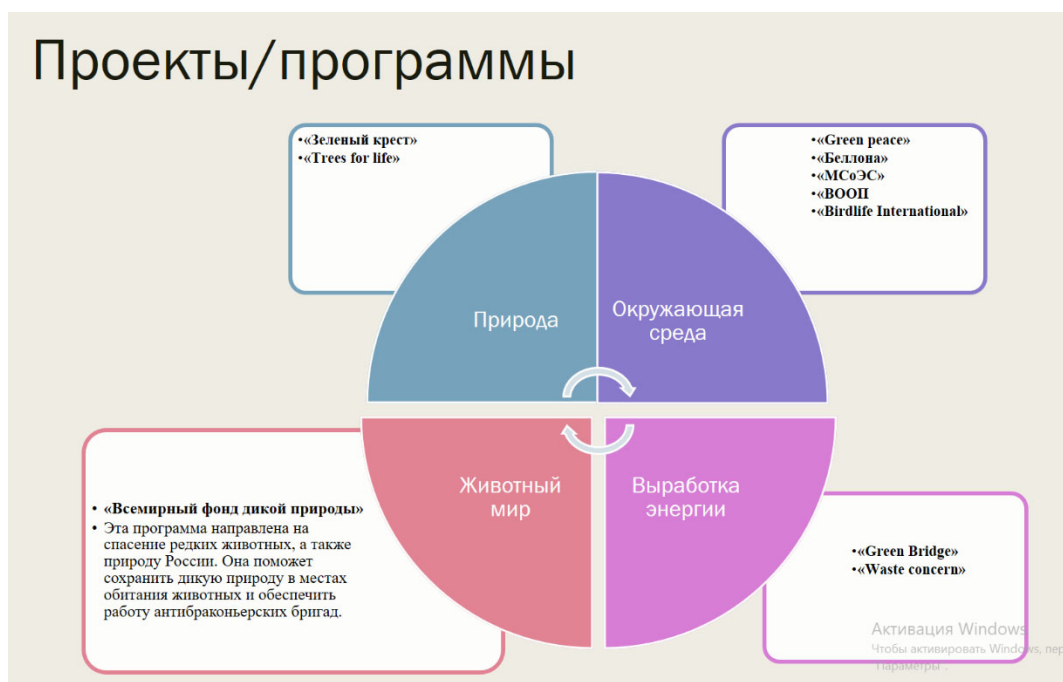 Проекты/программы
•«Зеленый крест»
•«Trees for life»
•«Green peace»
•«Беллона»
•«МСоЭС»
•«ВООП
•«Birdlife International»
Природа
Окружающая
среда
Животный
мир
Выработка
энергии
• «Всемирный фонд дикой природы»
• Эта программа направлена на
спасение редких животных, а также
природу России. Она поможет
сохранить дикую природу в местах
обитания животных и обеспечить
работу антибраконьерских бригад.
•«Green Bridge»
•«Waste concern»
Активация Windows
Чтобы активировать Windows, пер
"Параметры".